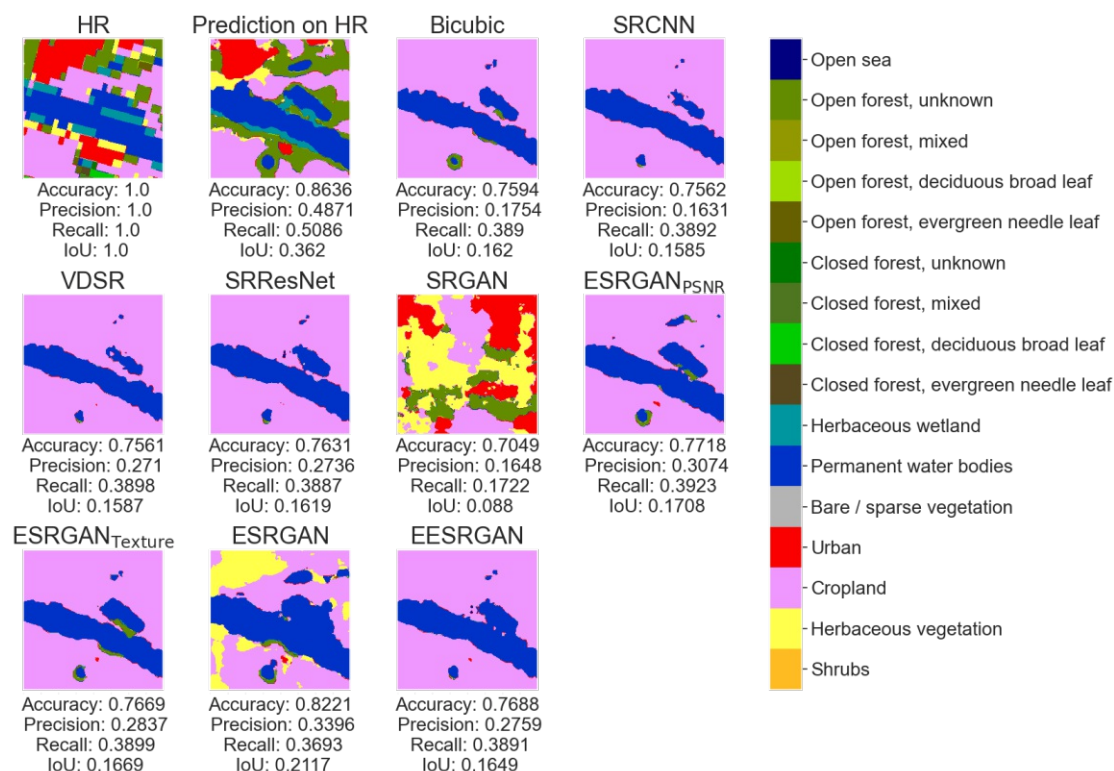 HR
Accuracy: 1.0
Precision: 1.0
Recall: 1.0
IoU: 1.0
Prediction on HR
Accuracy: 0.8636
Precision: 0.4871
Recall: 0.5086
IoU: 0.362
Bicubic
Accuracy: 0.7594
Precision: 0.1754
Recall: 0.389
IoU: 0.162
SRCNN
Accuracy: 0.7562
Precision: 0.1631
Recall: 0.3892
IoU: 0.1585
VDSR
Accuracy: 0.7561
Precision: 0.271
Recall: 0.3898
IoU: 0.1587
SRResNet
Accuracy: 0.7631
Precision: 0.2736
Recall: 0.3887
IoU: 0.1619
SRGAN
Accuracy: 0.7049
Precision: 0.1648
Recall: 0.1722
IoU: 0.088
ESRGANPSNR
Accuracy: 0.7718
Precision: 0.3074
Recall: 0.3923
IoU: 0.1708
ESRGANTexture
Accuracy: 0.7669
Precision: 0.2837
Recall: 0.3899
IoU: 0.1669
ESRGAN
Accuracy: 0.8221
Precision: 0.3396
Recall: 0.3693
IoU: 0.2117
EESRGAN
Accuracy: 0.7688
Precision: 0.2759
Recall: 0.3891
IoU: 0.1649
Open sea
Open forest, unknown
Open forest, mixed
Open forest, deciduous broad leaf
Open forest, evergreen needle leaf
Closed forest, unknown
Closed forest, mixed
Closed forest, deciduous broad leaf
Closed forest, evergreen needle leaf
Herbaceous wetland
Permanent water bodies
Bare / sparse vegetation
Urban
Cropland
Herbaceous vegetation
Shrubs